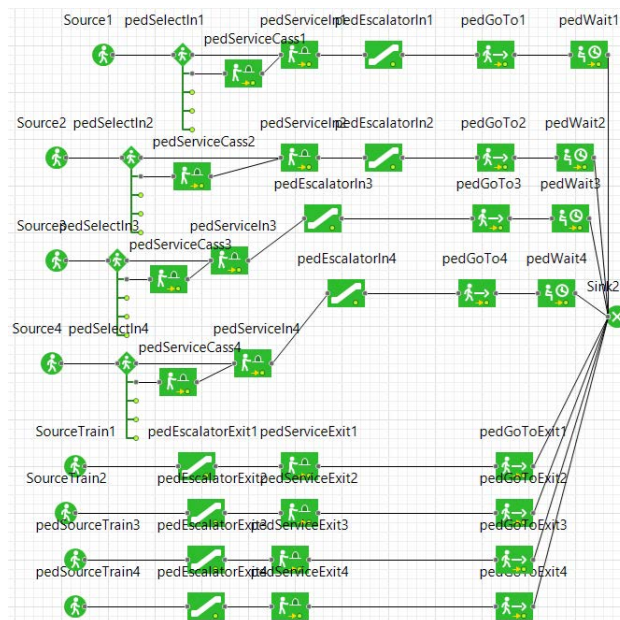 Source1 pedSelectIn1 pedServiceIn1 pedEscalatorIn1 pedGoTo1 pedWait1
pedServiceCass1
Source2 pedSelectIn2 pedServiceIn2 pedEscalatorIn2 pedGoTo2 pedWait2
pedServiceCass2
pedEscalatorIn3 pedGoTo3 pedWait3
Source3 pedSelectIn3 pedServiceIn3
pedServiceCass3
pedEscalatorIn4 pedGoTo4 pedWait4
Sink2
Source4 pedSelectIn4 pedServiceIn4
pedServiceCass4
SourceTrain1 pedEscalatorExit1 pedServiceExit1 pedGoToExit1
SourceTrain2 pedEscalatorExit2 pedServiceExit2 pedGoToExit2
pedSourceTrain3 pedEscalatorExit3 pedServiceExit3 pedGoToExit3
pedSourceTrain4 pedEscalatorExit4 pedServiceExit4 pedGoToExit4